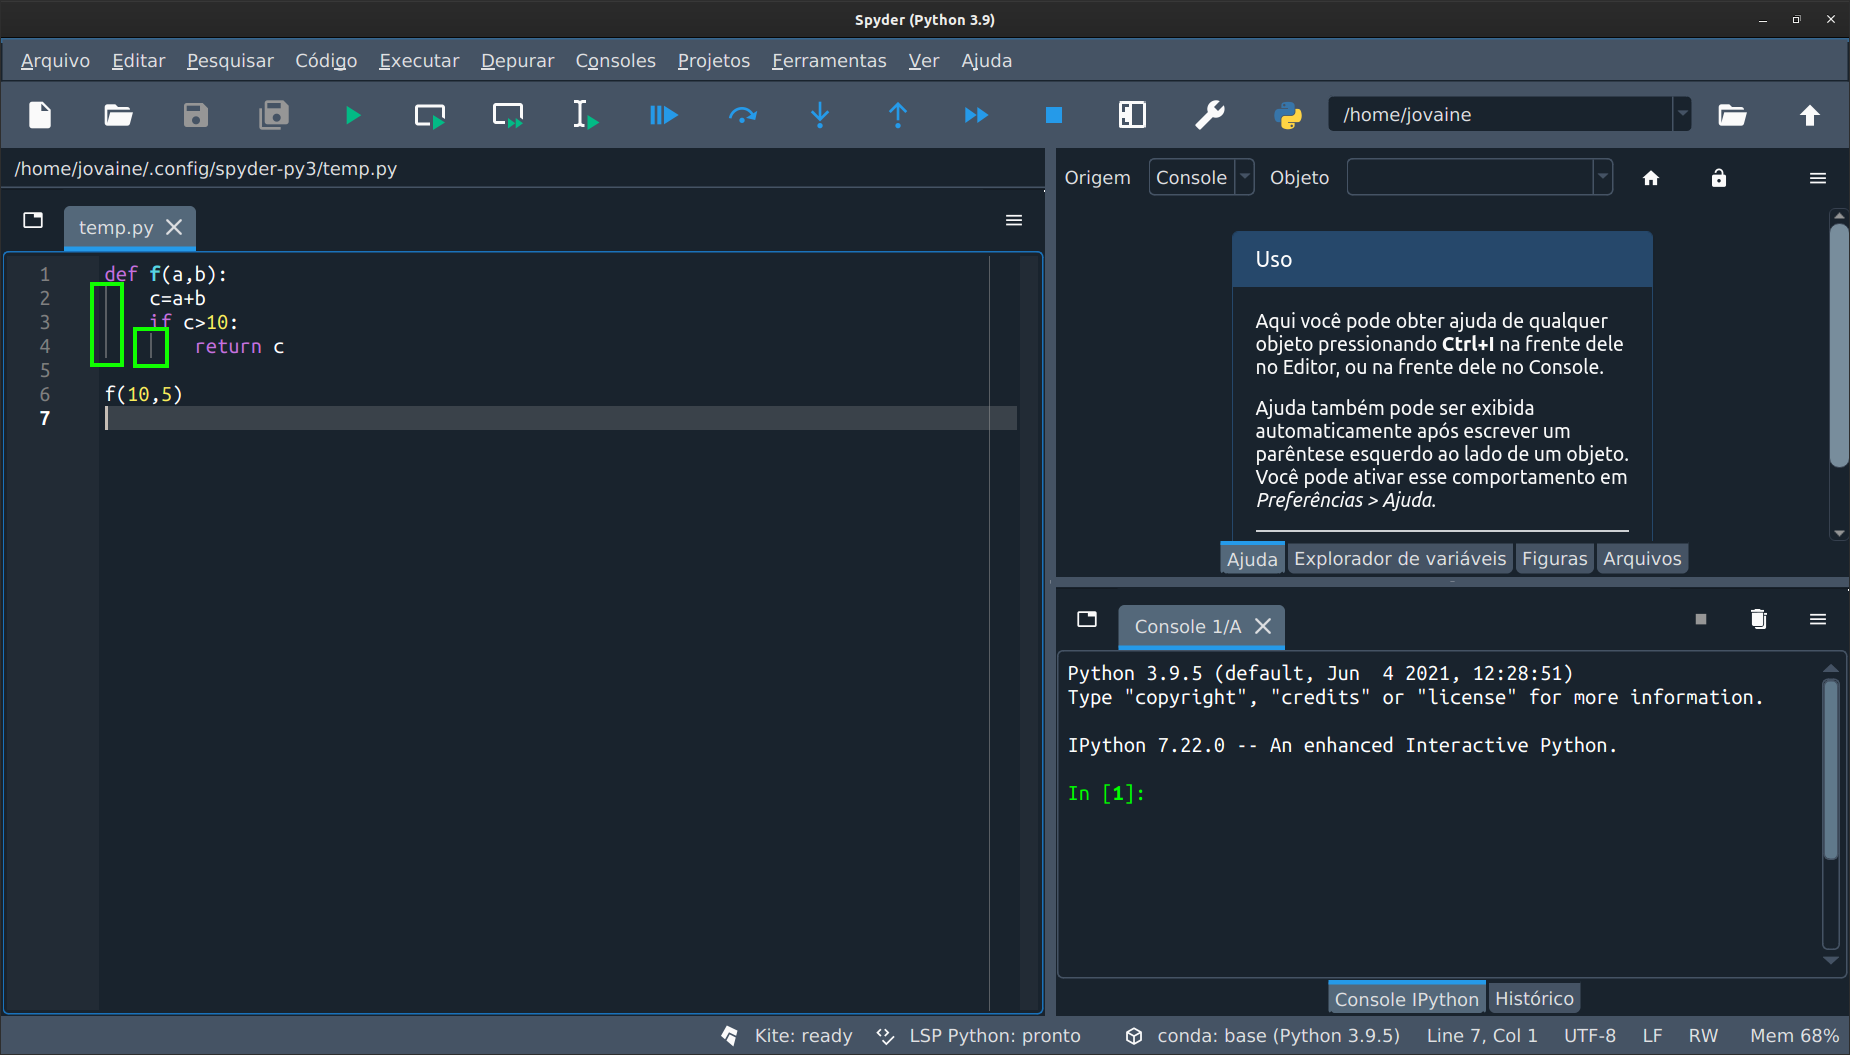 Spyder (Python 3.9)
Arquivo Editar Pesquisar Código Executar Depurar Consoles Projetos Ferramentas Ver Ajuda
/home/jovaine
/home/jovaine/.config/spyder-py3/temp.py
temp.py
1 def f(a,b):
2 c=a+b
3 if c>10:
4 return c
5
6 f(10,5)
7
Origem Console Objeto
Uso
Aqui você pode obter ajuda de qualquer
objeto pressionando Ctrl+I na frente dele
no Editor, ou na frente dele no Console.
Ajuda também pode ser exibida
automaticamente após escrever um
parêntese esquerdo ao lado de um objeto.
Você pode ativar esse comportamento em
Preferências > Ajuda.
Ajuda Explorador de variáveis Figuras Arquivos
Console 1/A
Python 3.9.5 (default, Jun  4 2021, 12:28:51)
Type "copyright", "credits" or "license" for more information.
IPython 7.22.0 -- An enhanced Interactive Python.
In [1]:
Console IPython Histórico
Kite: ready LSP Python: pronto conda: base (Python 3.9.5) Line 7, Col 1 UTF-8 LF RW Mem 68%